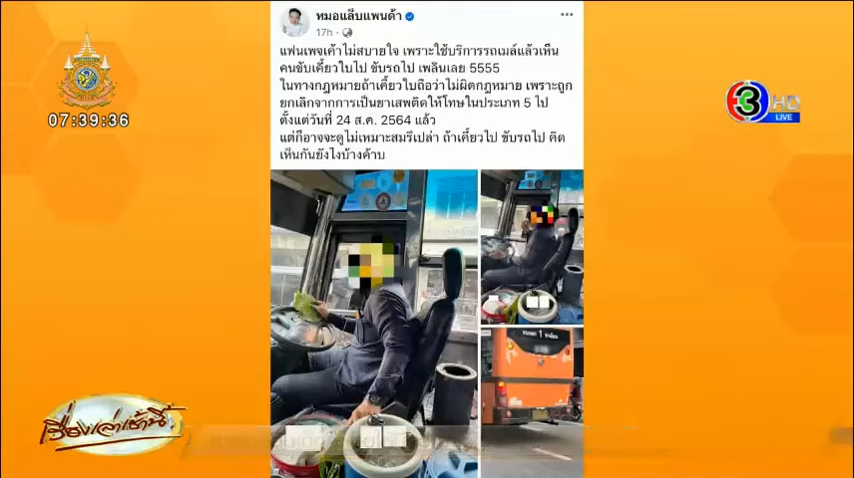 หมอแล็บแพนด้า
17h
แฟนเพจเค้าไม่สบายใจ เพราะใช้บริการรถเมล์แล้วเห็น
คนขับเคี้ยวใบไป ขับรถไป เพลินเลย 5555
ในทางกฎหมายถ้าเคี้ยวใบถือว่าไม่ผิดกฎหมาย เพราะถูก
ยกเลิกจากการเป็นยาเสพติดให้โทษในประเภท 5 ไป
ตั้งแต่วันที่ 24 ส.ค. 2564 แล้ว
แต่ก็อาจจะดูไม่เหมาะสมรึเปล่า ถ้าเคี้ยวไป ขับรถไป คิด
เห็นกันยังไงบ้างค้าบ
07:39:36
3 HD
LIVE
1
เรื่องเล่าเช้านี้